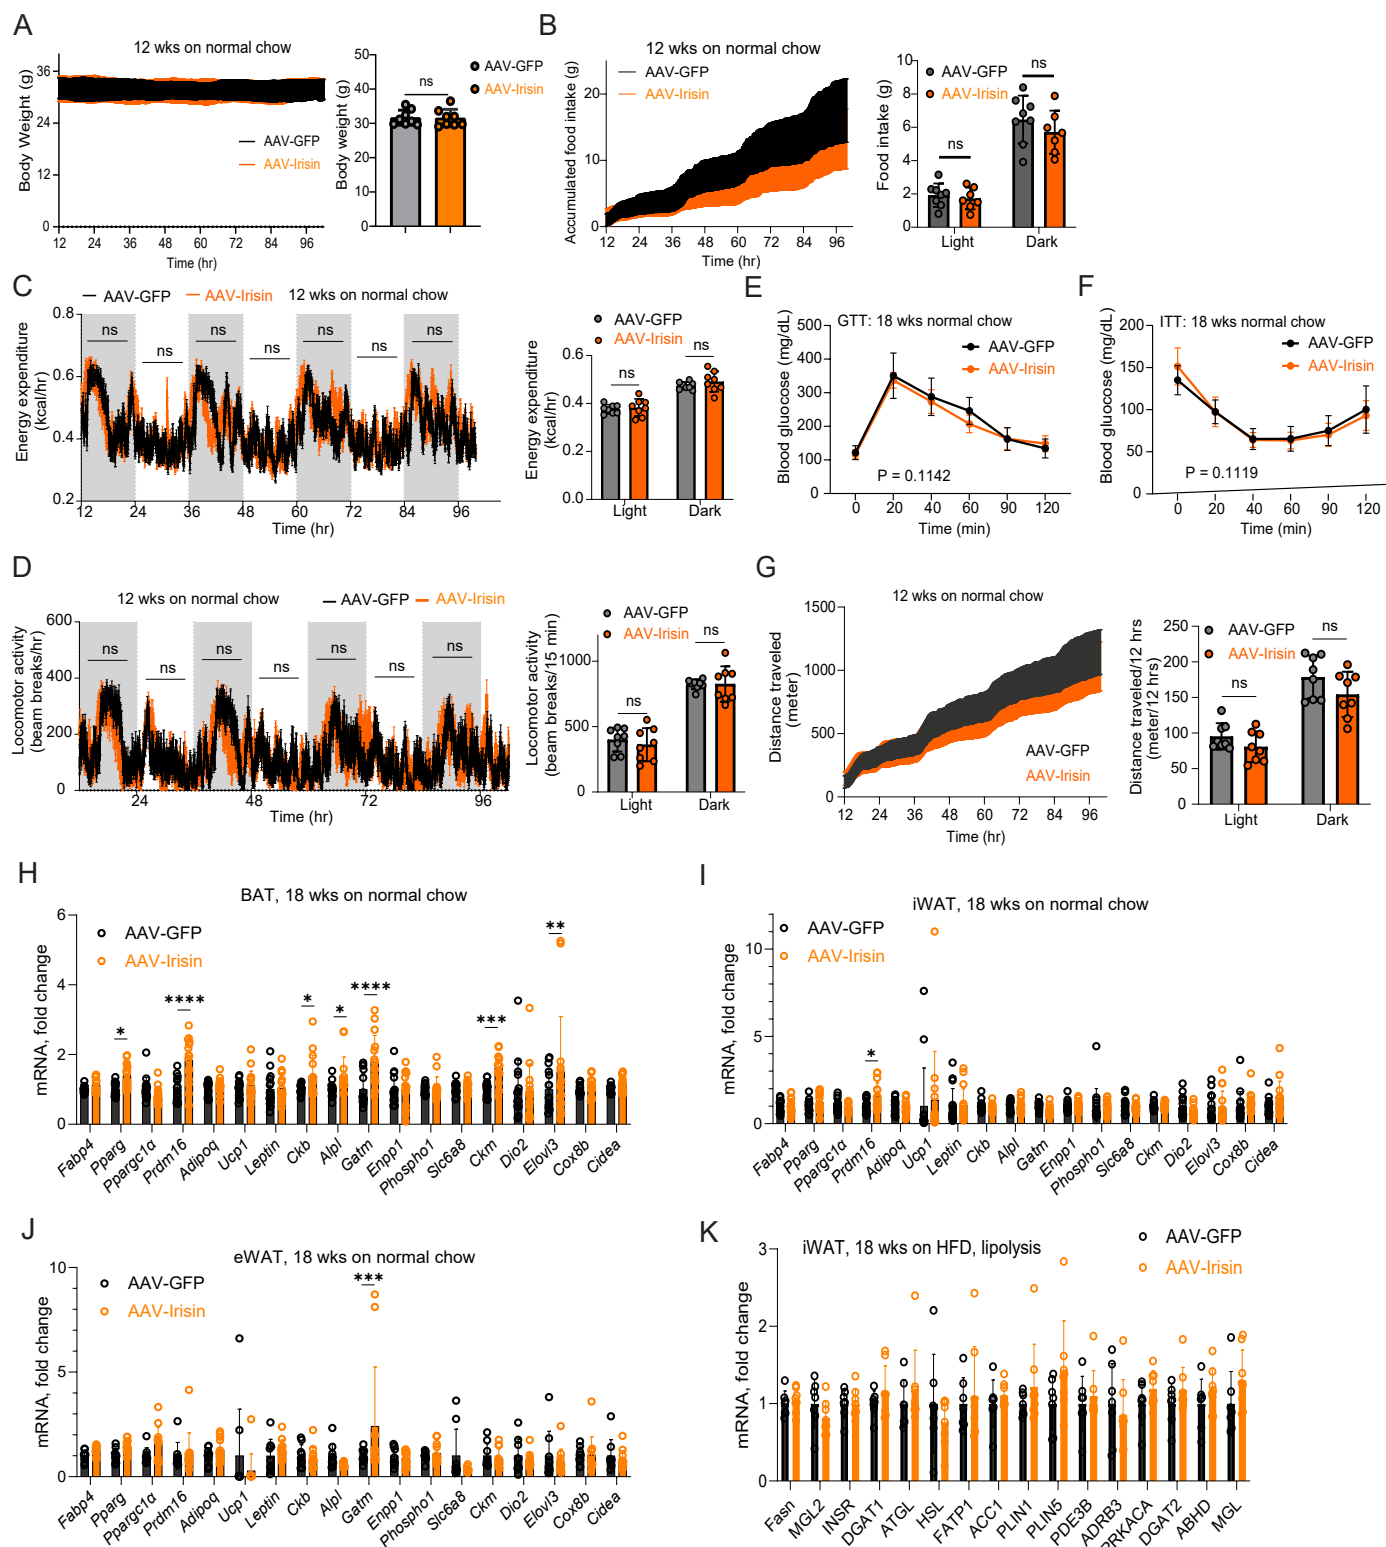 A
12 wks on normal chow
Body Weight (g)
36
24
12
0
12 24 36 48 60 72 84 96
Time (hr)
AAV-GFP
AAV-Irisin
Body weight (g)
50
40
30
20
10
0
ns
AAV-GFP
AAV-Irisin
B
12 wks on normal chow
AAV-GFP
AAV-Irisin
Accumulated food intake (g)
20
10
0
12 24 36 48 60 72 84 96
Time (hr)
Food intake (g)
10
8
6
4
2
0
ns
ns
AAV-GFP
AAV-Irisin
Light Dark
C
AAV-GFP AAV-Irisin 12 wks on normal chow
Energy expenditure
(kcal/hr)
0.8
0.6
0.4
0.2
ns ns ns ns ns ns ns
12 24 36 48 60 72 84 96
Time (hr)
Energy expenditure
(kcal/hr)
0.6
0.4
0.2
0.0
AAV-GFP
AAV-Irisin
ns
ns
Light Dark
E
GTT: 18 wks normal chow
AAV-GFP
AAV-Irisin
Blood glucose (mg/dL)
500
400
300
200
100
0
P = 0.1142
0 20 40 60 90 120
Time (min)
F
ITT: 18 wks normal chow
AAV-GFP
AAV-Irisin
Blood glucose (mg/dL)
200
150
100
50
0
P = 0.1119
0 20 40 60 90 120
Time (min)
D
12 wks on normal chow AAV-GFP AAV-Irisin
Locomotor activity
(beam breaks/hr)
600
400
200
0
ns ns ns ns ns ns ns
24 48 72 96
Time (hr)
Locomotor activity
(beam breaks/15 min)
1000
500
0
AAV-GFP
AAV-Irisin
ns
ns
Light Dark
G
12 wks on normal chow
Distance traveled
(meter)
1500
1000
500
0
AAV-GFP
AAV-Irisin
12 24 36 48 60 72 84 96
Time (hr)
Distance traveled/12 hrs
(meter/12 hrs)
250
200
150
100
50
0
AAV-GFP
AAV-Irisin
ns
ns
Light Dark
H
BAT, 18 wks on normal chow
AAV-GFP
AAV-Irisin
mRNA, fold change
6
4
2
0
* **** * * **** *** **
Fabp4 Pparg Ppargc1α Prdm16 Adipoq Ucp1 Leptin Ckb Alpl Gatm Enpp1 Phospho1 Slc6a8 Ckm Dio2 Elovl3 Cox8b Cidea
I
iWAT, 18 wks on normal chow
AAV-GFP
AAV-Irisin
mRNA, fold change
10
5
0
*
Fabp4 Pparg Ppargc1α Prdm16 Adipoq Ucp1 Leptin Ckb Alpl Gatm Enpp1 Phospho1 Slc6a8 Ckm Dio2 Elovl3 Cox8b Cidea
J
eWAT, 18 wks on normal chow
AAV-GFP
AAV-Irisin
mRNA, fold change
10
5
0
***
Fabp4 Pparg Ppargc1α Prdm16 Adipoq Ucp1 Leptin Ckb Alpl Gatm Enpp1 Phospho1 Slc6a8 Ckm Dio2 Elovl3 Cox8b Cidea
K
iWAT, 18 wks on HFD, lipolysis
AAV-GFP
AAV-Irisin
mRNA, fold change
3
2
1
0
Fasn MGL2 INSR DGAT1 ATGL HSL FATP1 ACC1 PLIN1 PLIN5 PDE3B ADRB3 PRKACA DGAT2 ABHD MGL